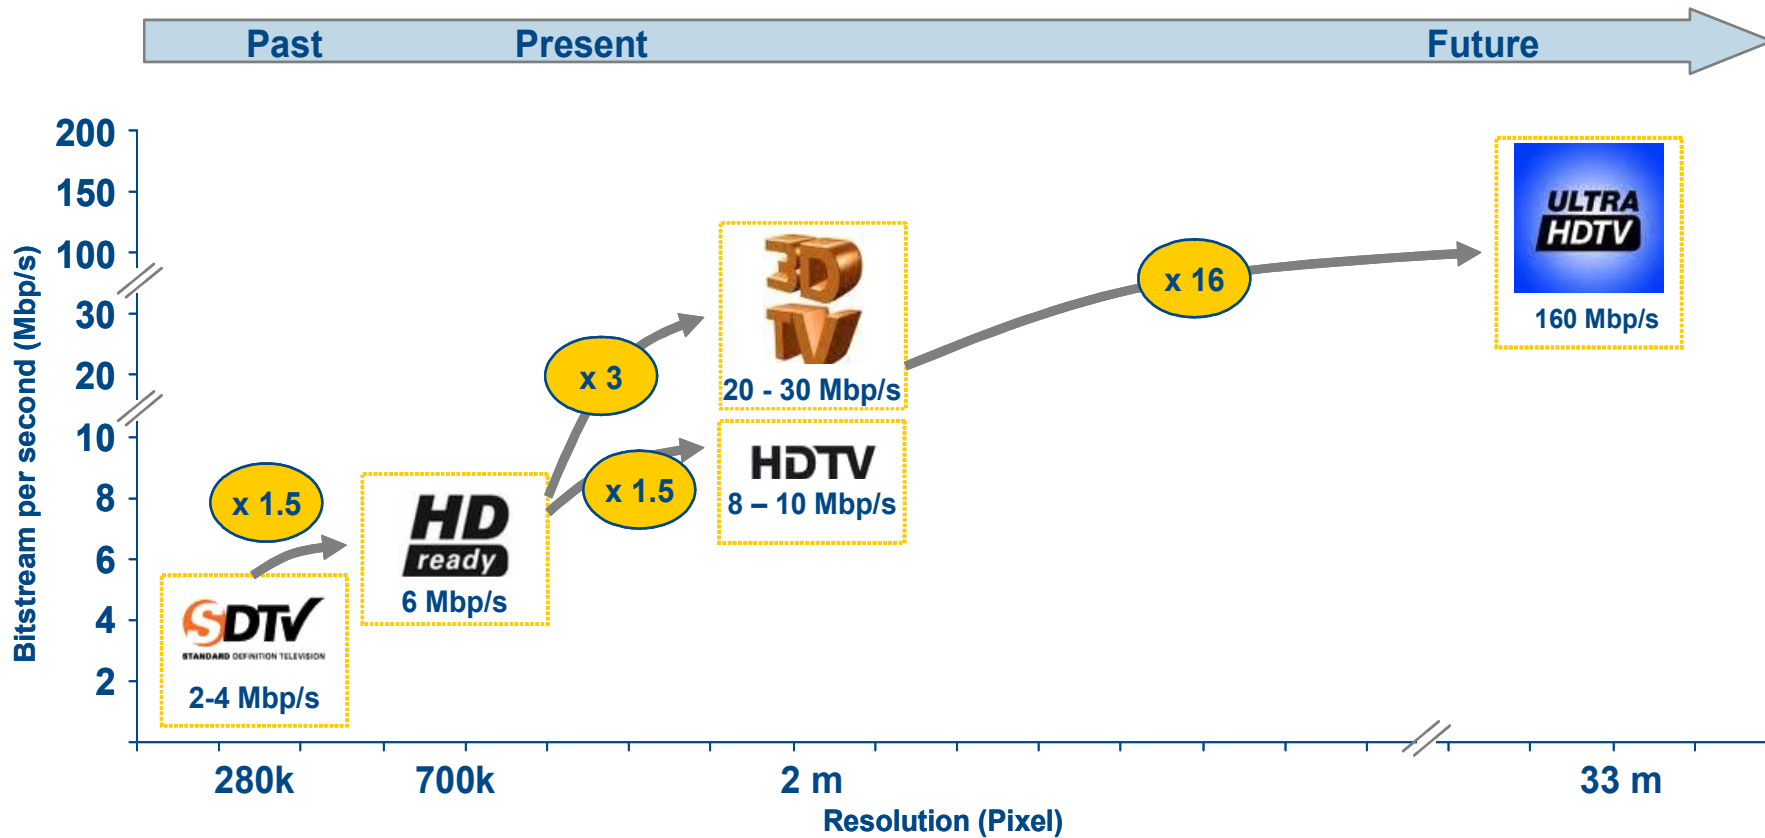 Past Present Future
200
150
100
30
20
10
8
6
4
2
Bitstream per second (Mbp/s)
x 1.5
x 3
x 1.5
x 16
SDTV
STANDARD DEFINITION TELEVISION
2-4 Mbp/s
HD
ready
6 Mbp/s
3D
TV
20 - 30 Mbp/s
HDTV
8 – 10 Mbp/s
ULTRA
HDTV
160 Mbp/s
280k 700k 2 m 33 m
Resolution (Pixel)